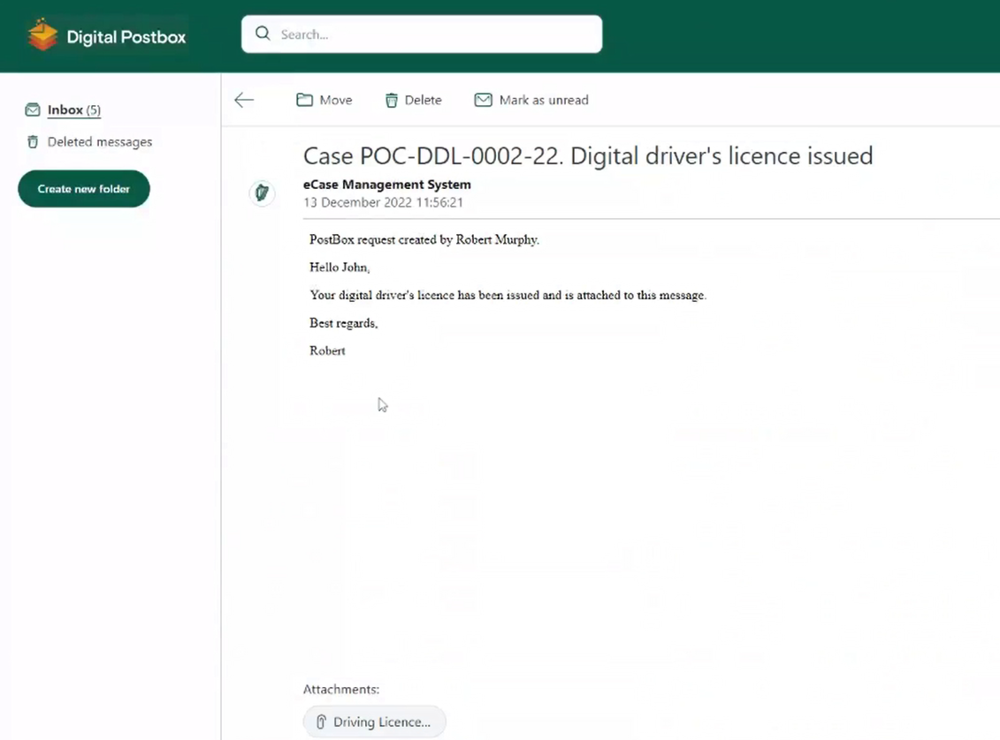 Digital Postbox
Search...
Inbox (5)
Deleted messages
Create new folder
Move
Delete
Mark as unread
Case POC-DDL-0002-22. Digital driver's licence issued
eCase Management System
13 December 2022 11:56:21
PostBox request created by Robert Murphy.
Hello John,
Your digital driver's licence has been issued and is attached to this message.
Best regards,
Robert
Attachments:
Driving Licence...